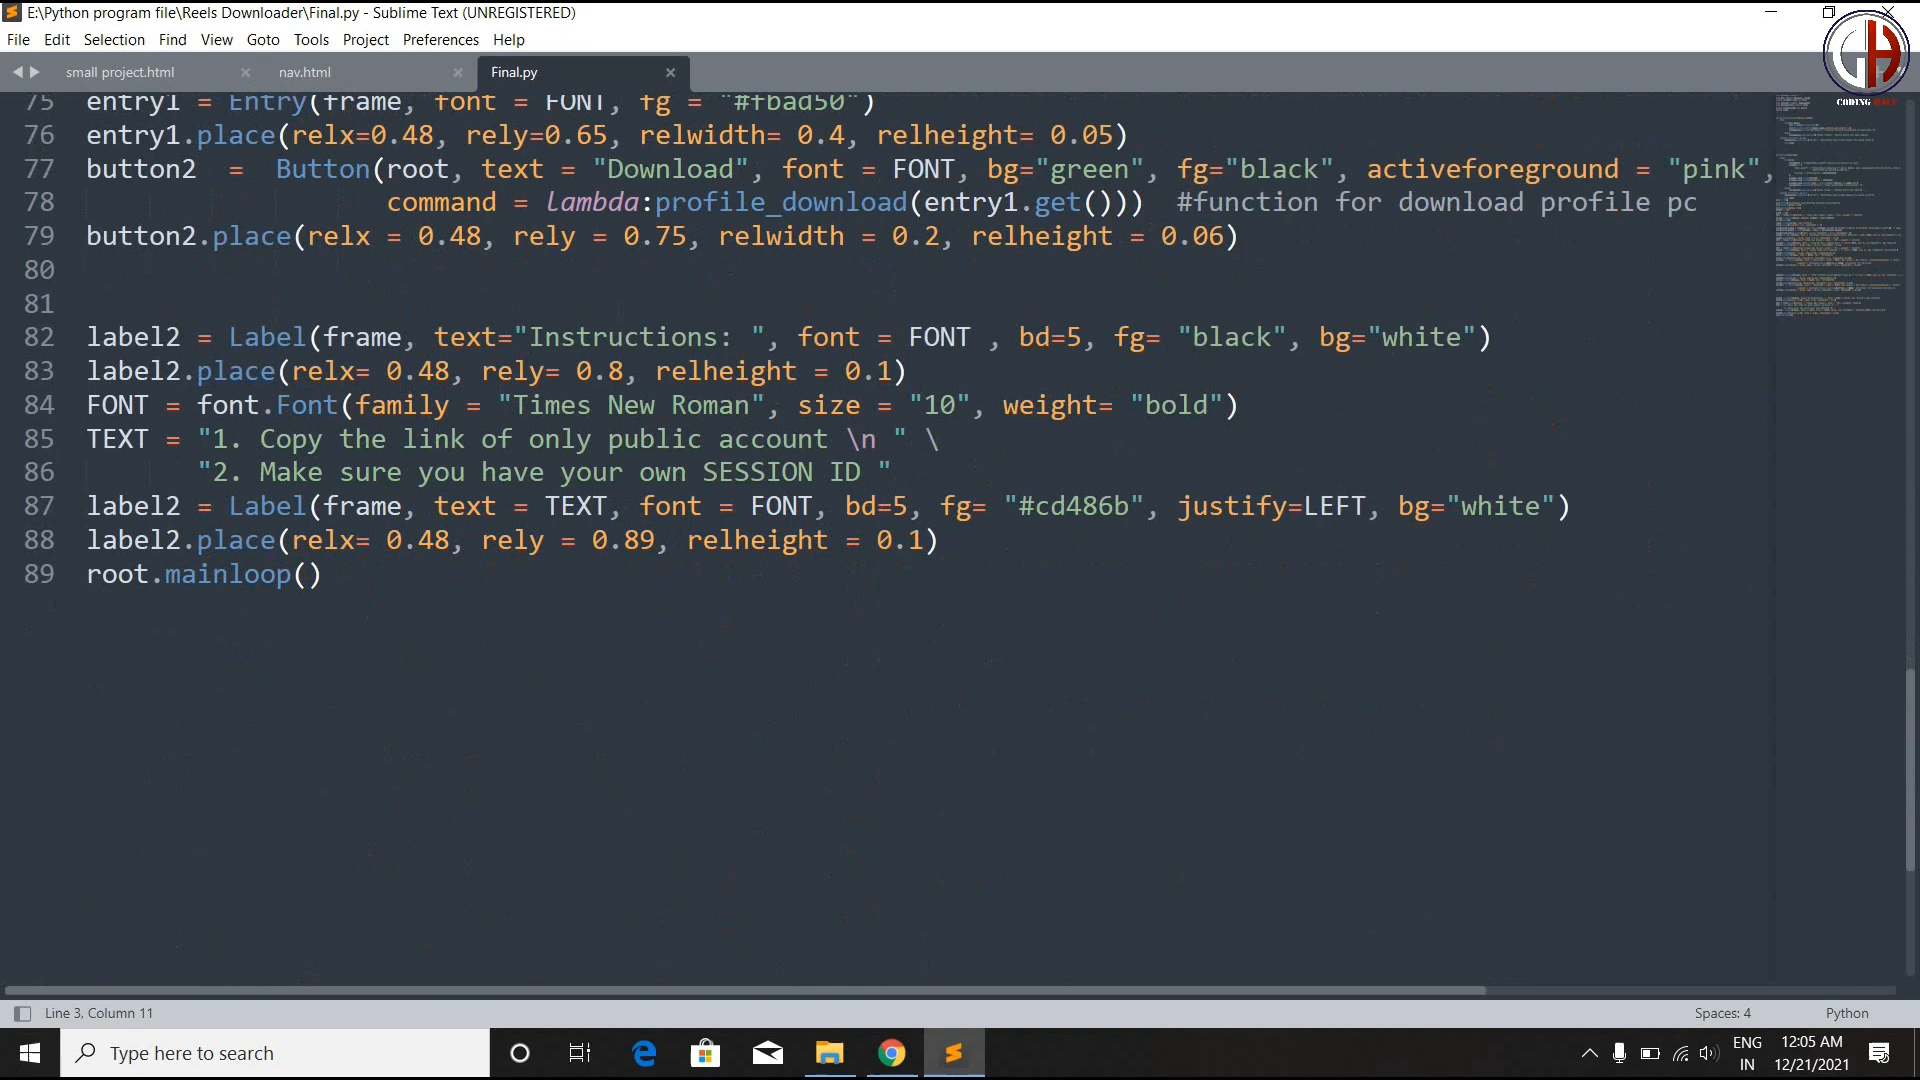 E:\Python program file\Reels Downloader\Final.py - Sublime Text (UNREGISTERED)
File Edit Selection Find View Goto Tools Project Preferences Help
small project.html nav.html Final.py
CODING
75 entry1 = Entry(frame, font = FONT, fg = "#fbad50")
76 entry1.place(relx=0.48, rely=0.65, relwidth= 0.4, relheight= 0.05)
77 button2  =  Button(root, text = "Download", font = FONT, bg="green", fg="black", activeforeground = "pink",
78                    command = lambda:profile_download(entry1.get()))  #function for download profile pc
79 button2.place(relx = 0.48, rely = 0.75, relwidth = 0.2, relheight = 0.06)
80
81
82 label2 = Label(frame, text="Instructions: ", font = FONT , bd=5, fg= "black", bg="white")
83 label2.place(relx= 0.48, rely= 0.8, relheight = 0.1)
84 FONT = font.Font(family = "Times New Roman", size = "10", weight= "bold")
85 TEXT = "1. Copy the link of only public account \n " \
86        "2. Make sure you have your own SESSION ID "
87 label2 = Label(frame, text = TEXT, font = FONT, bd=5, fg= "#cd486b", justify=LEFT, bg="white")
88 label2.place(relx= 0.48, rely = 0.89, relheight = 0.1)
89 root.mainloop()
Line 3, Column 11 Spaces: 4 Python
Type here to search
ENG 12:05 AM
IN 12/21/2021